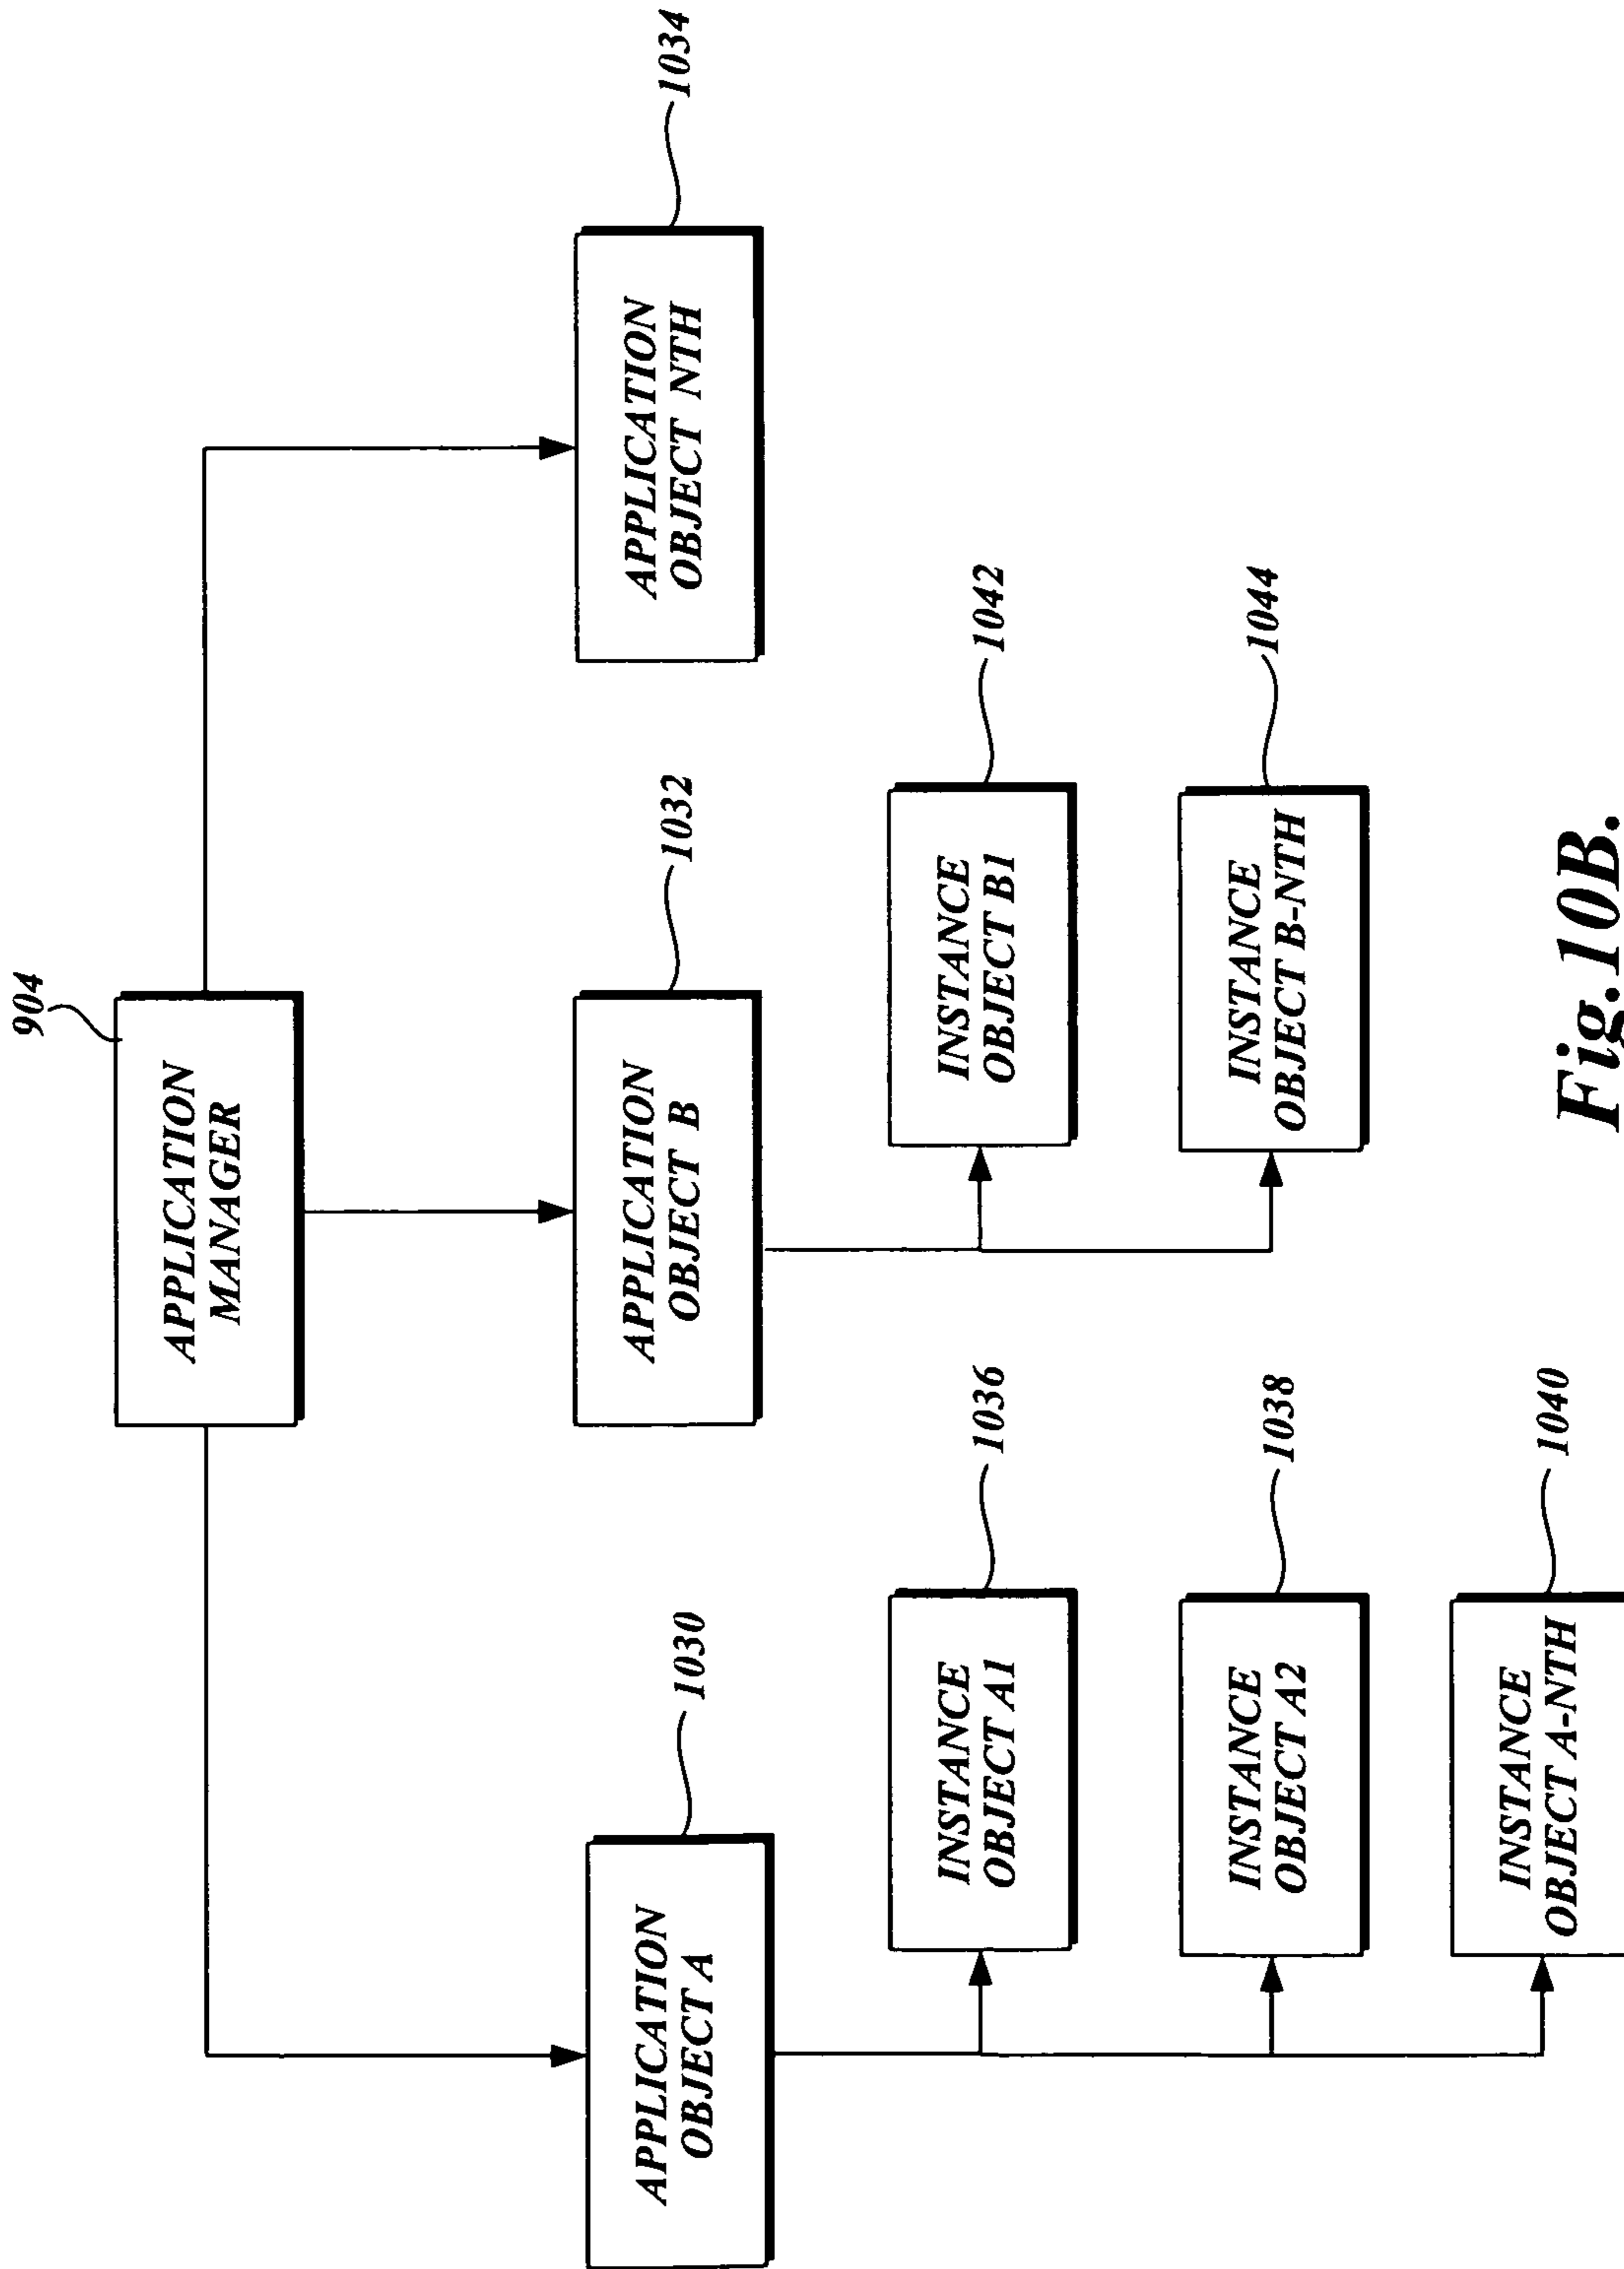 904
APPLICATION
MANAGER
1030
APPLICATION
OBJECT A
1032
APPLICATION
OBJECT B
1034
APPLICATION
OBJECT NTH
1036
INSTANCE
OBJECT A1
1038
INSTANCE
OBJECT A2
1040
INSTANCE
OBJECT A-NTH
1042
INSTANCE
OBJECT B1
1044
INSTANCE
OBJECT B-NTH
Fig.10B.